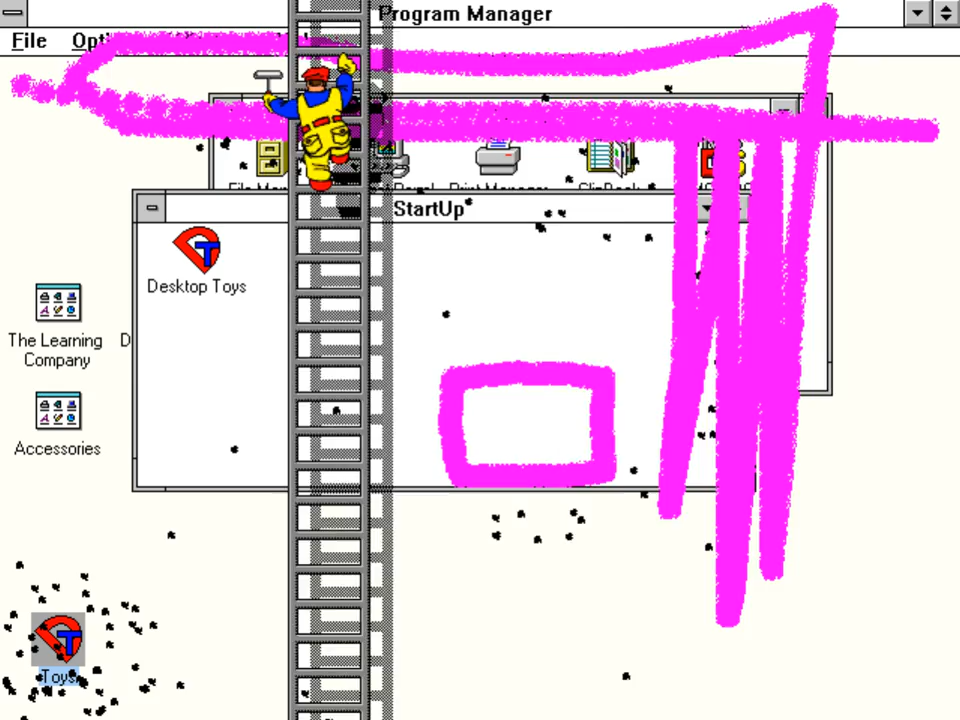 Program Manager
File Opti
StartUp
Desktop Toys
The Learning
Company
D
Accessories
Toys